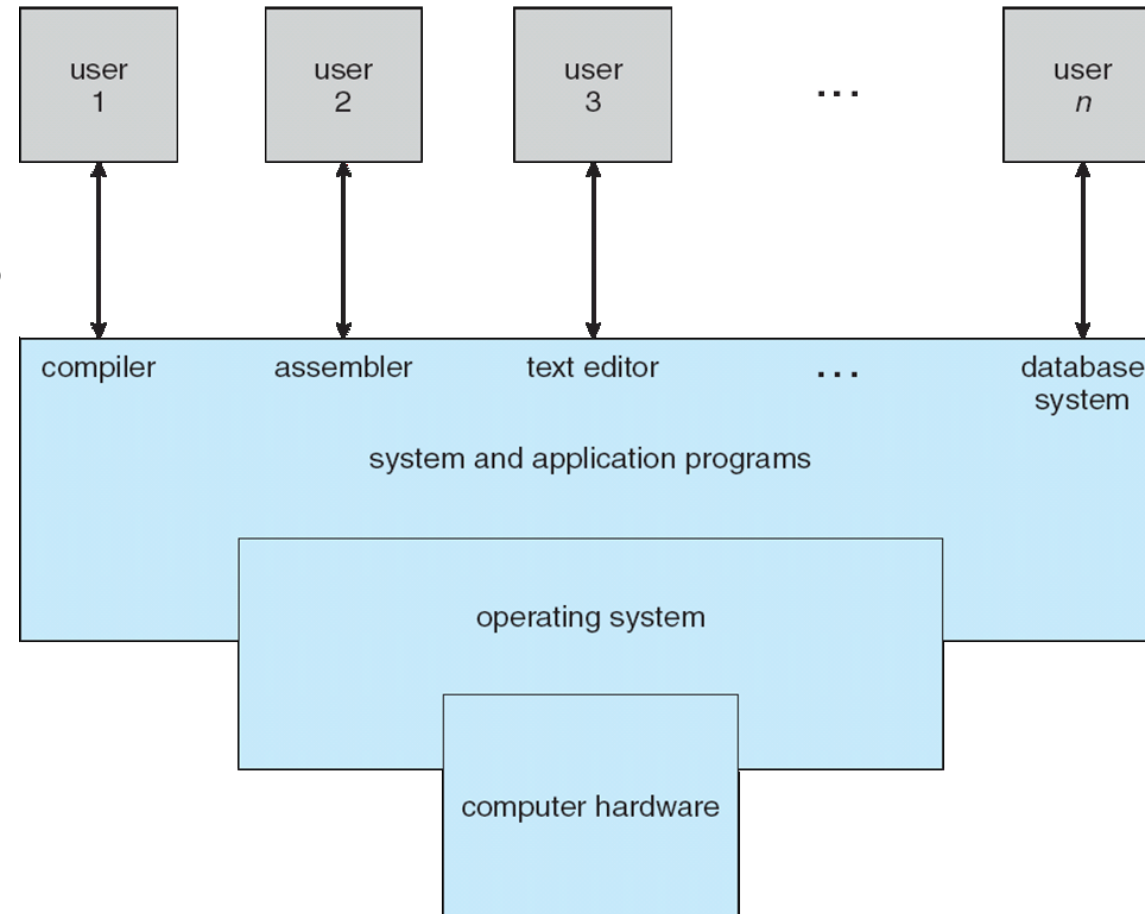 user
1
user
2
user
3
...
user
n
compiler
assembler
text editor
...
database
system
system and application programs
operating system
computer hardware